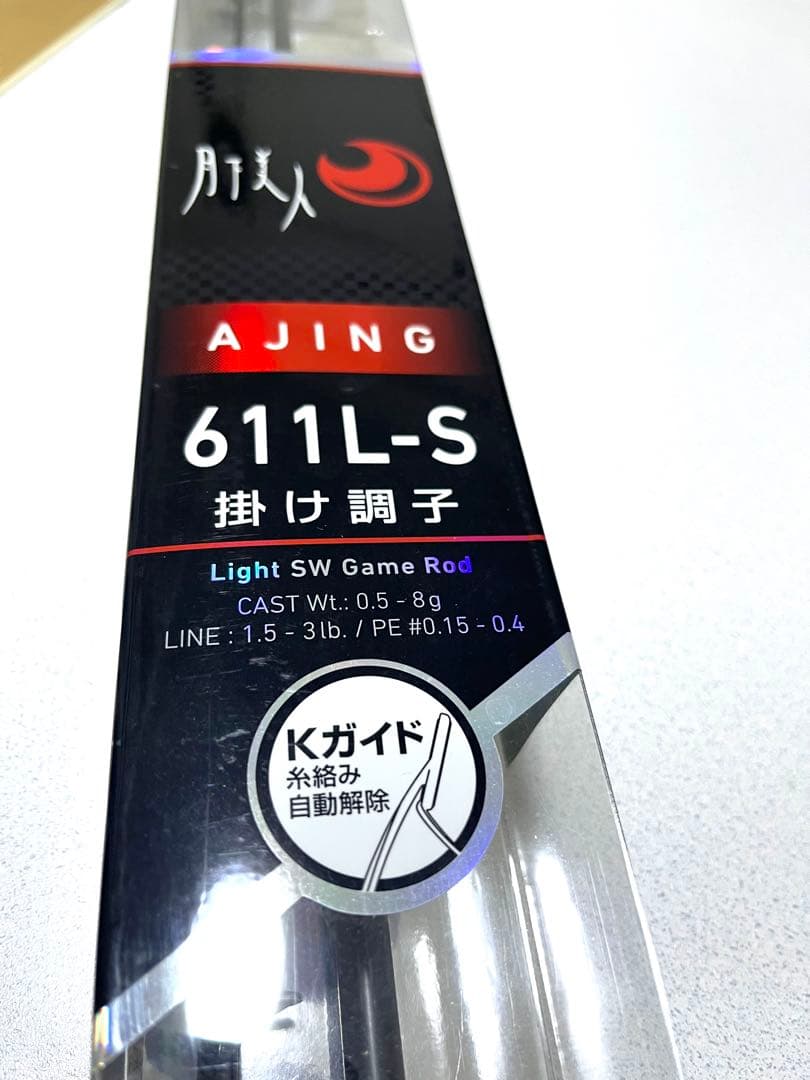 月下美人
AJING
611L-S
掛け調子
Light SW Game Rod
CAST Wt.: 0.5 - 8g
LINE : 1.5 - 3lb. / PE #0.15 - 0.4
Kガイド
糸絡み
自動解除